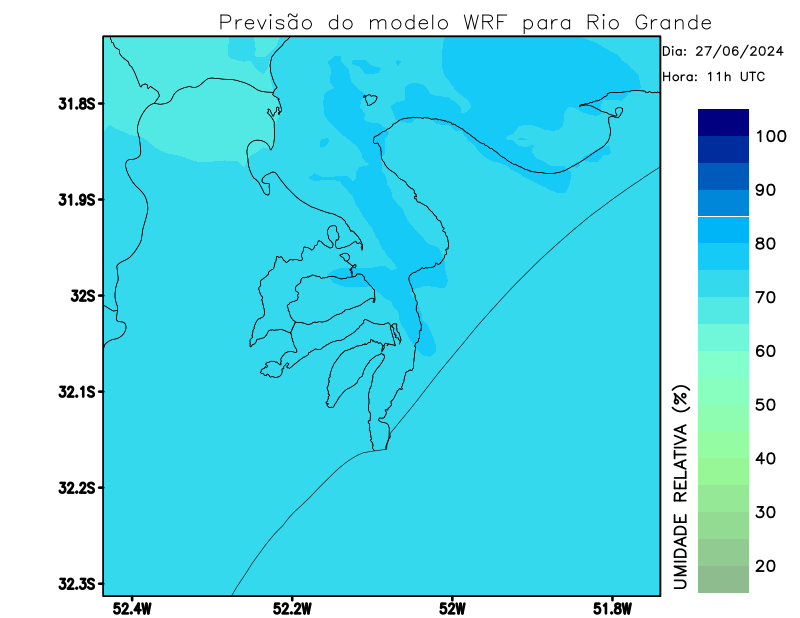 Previsão do modelo WRF para Rio Grande
Dia: 27/06/2024
Hora: 11h UTC
31.8S
31.9S
32S
32.1S
32.2S
32.3S
52.4W
52.2W
52W
51.8W
UMIDADE RELATIVA (%)
100
90
80
70
60
50
40
30
20